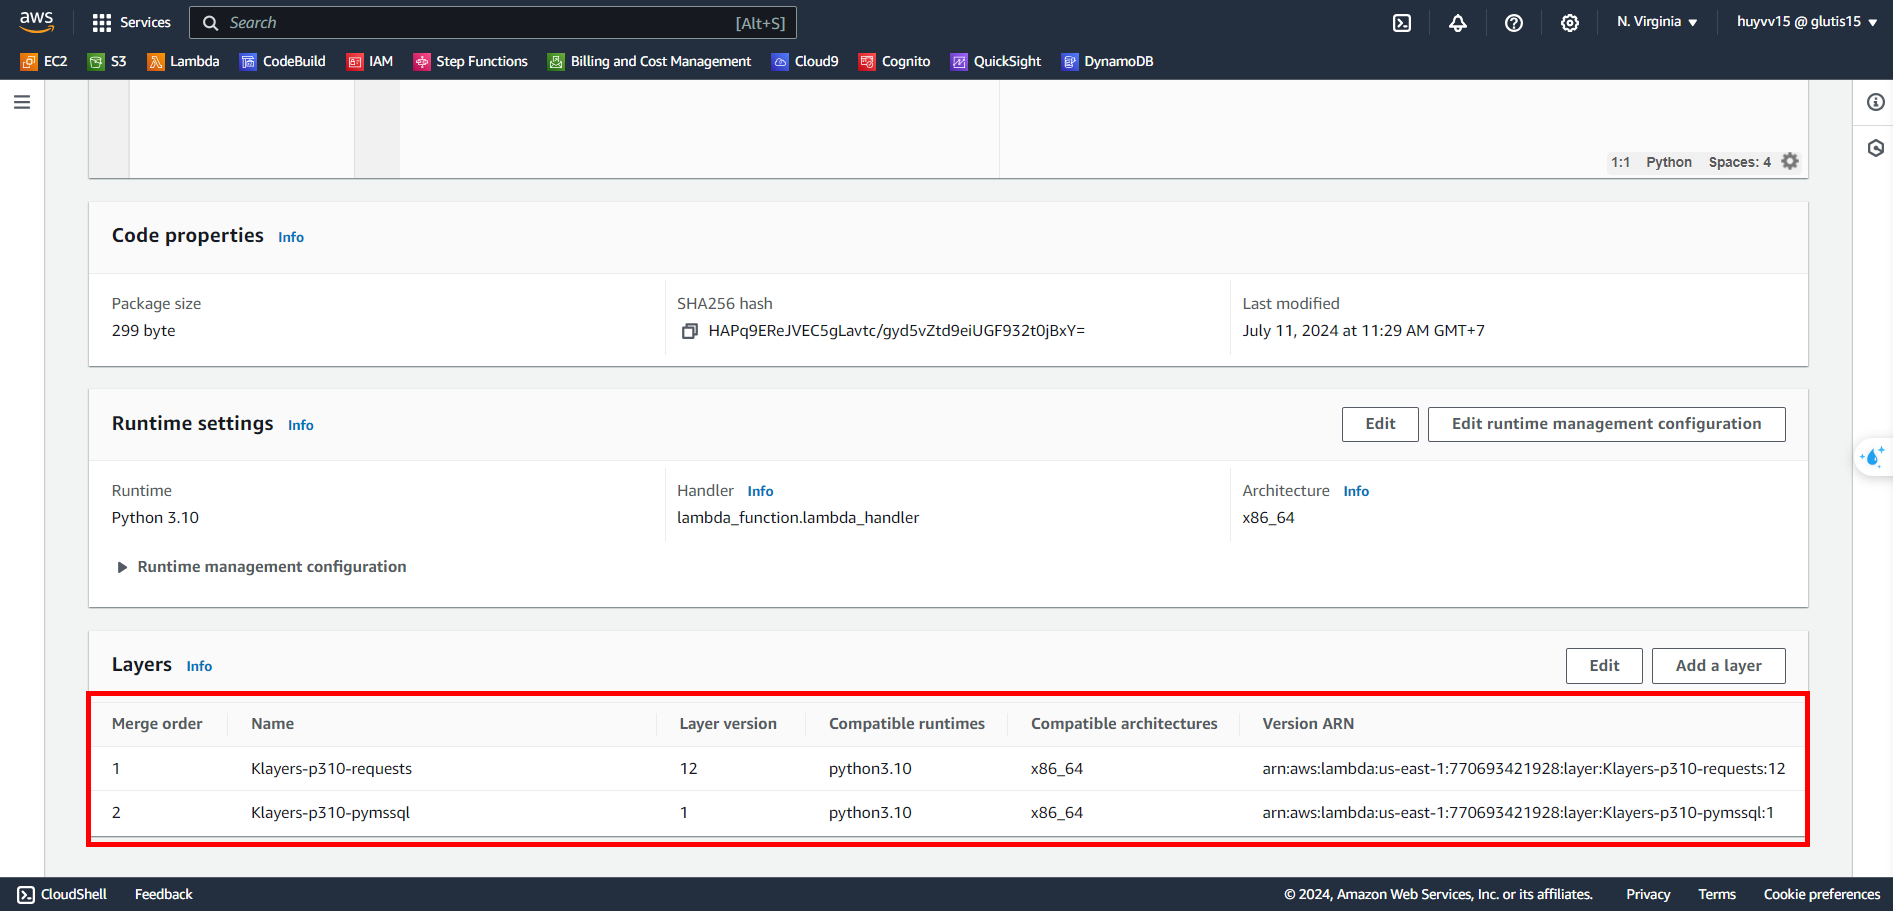 aws Services Search [Alt+S] N. Virginia huyvv15 @ glutis15
EC2 S3 Lambda CodeBuild IAM Step Functions Billing and Cost Management Cloud9 Cognito QuickSight DynamoDB
1:1 Python Spaces: 4
Code properties Info
Package size SHA256 hash Last modified
299 byte HAPq9EReJVEC5gLavtc/gyd5vZtd9eiUGF932t0jBxY= July 11, 2024 at 11:29 AM GMT+7
Runtime settings Info Edit Edit runtime management configuration
Runtime Handler Info Architecture Info
Python 3.10 lambda_function.lambda_handler x86_64
Runtime management configuration
Layers Info Edit Add a layer
Merge order Name Layer version Compatible runtimes Compatible architectures Version ARN
1 Klayers-p310-requests 12 python3.10 x86_64 arn:aws:lambda:us-east-1:770693421928:layer:Klayers-p310-requests:12
2 Klayers-p310-pymssql 1 python3.10 x86_64 arn:aws:lambda:us-east-1:770693421928:layer:Klayers-p310-pymssql:1
CloudShell Feedback © 2024, Amazon Web Services, Inc. or its affiliates. Privacy Terms Cookie preferences